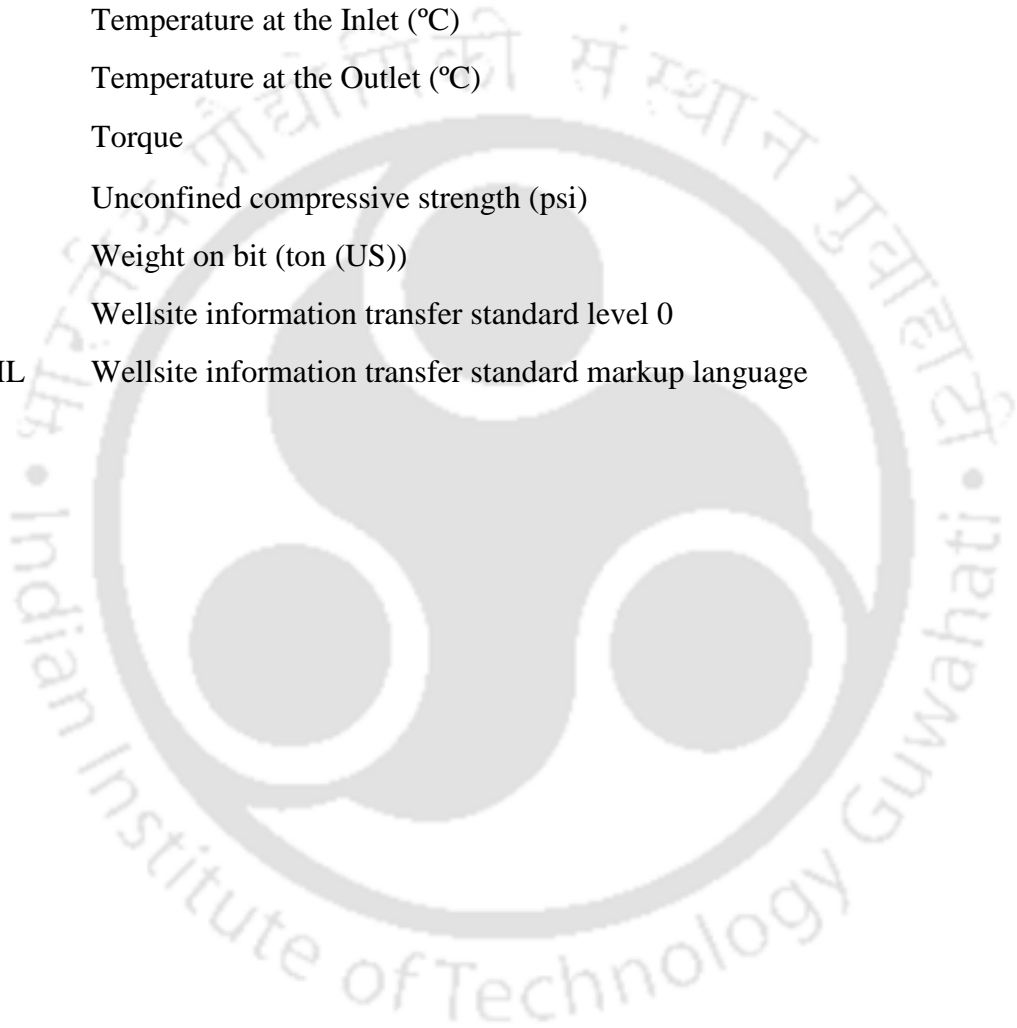 Temperature at the Inlet (ºC)
Temperature at the Outlet (ºC)
Torque
Unconfined compressive strength (psi)
Weight on bit (ton (US))
Wellsite information transfer standard level 0
IL Wellsite information transfer standard markup language
भारतीय प्रौद्योगिकी संस्थान गुवाहाटी
Indian Institute of Technology Guwahati